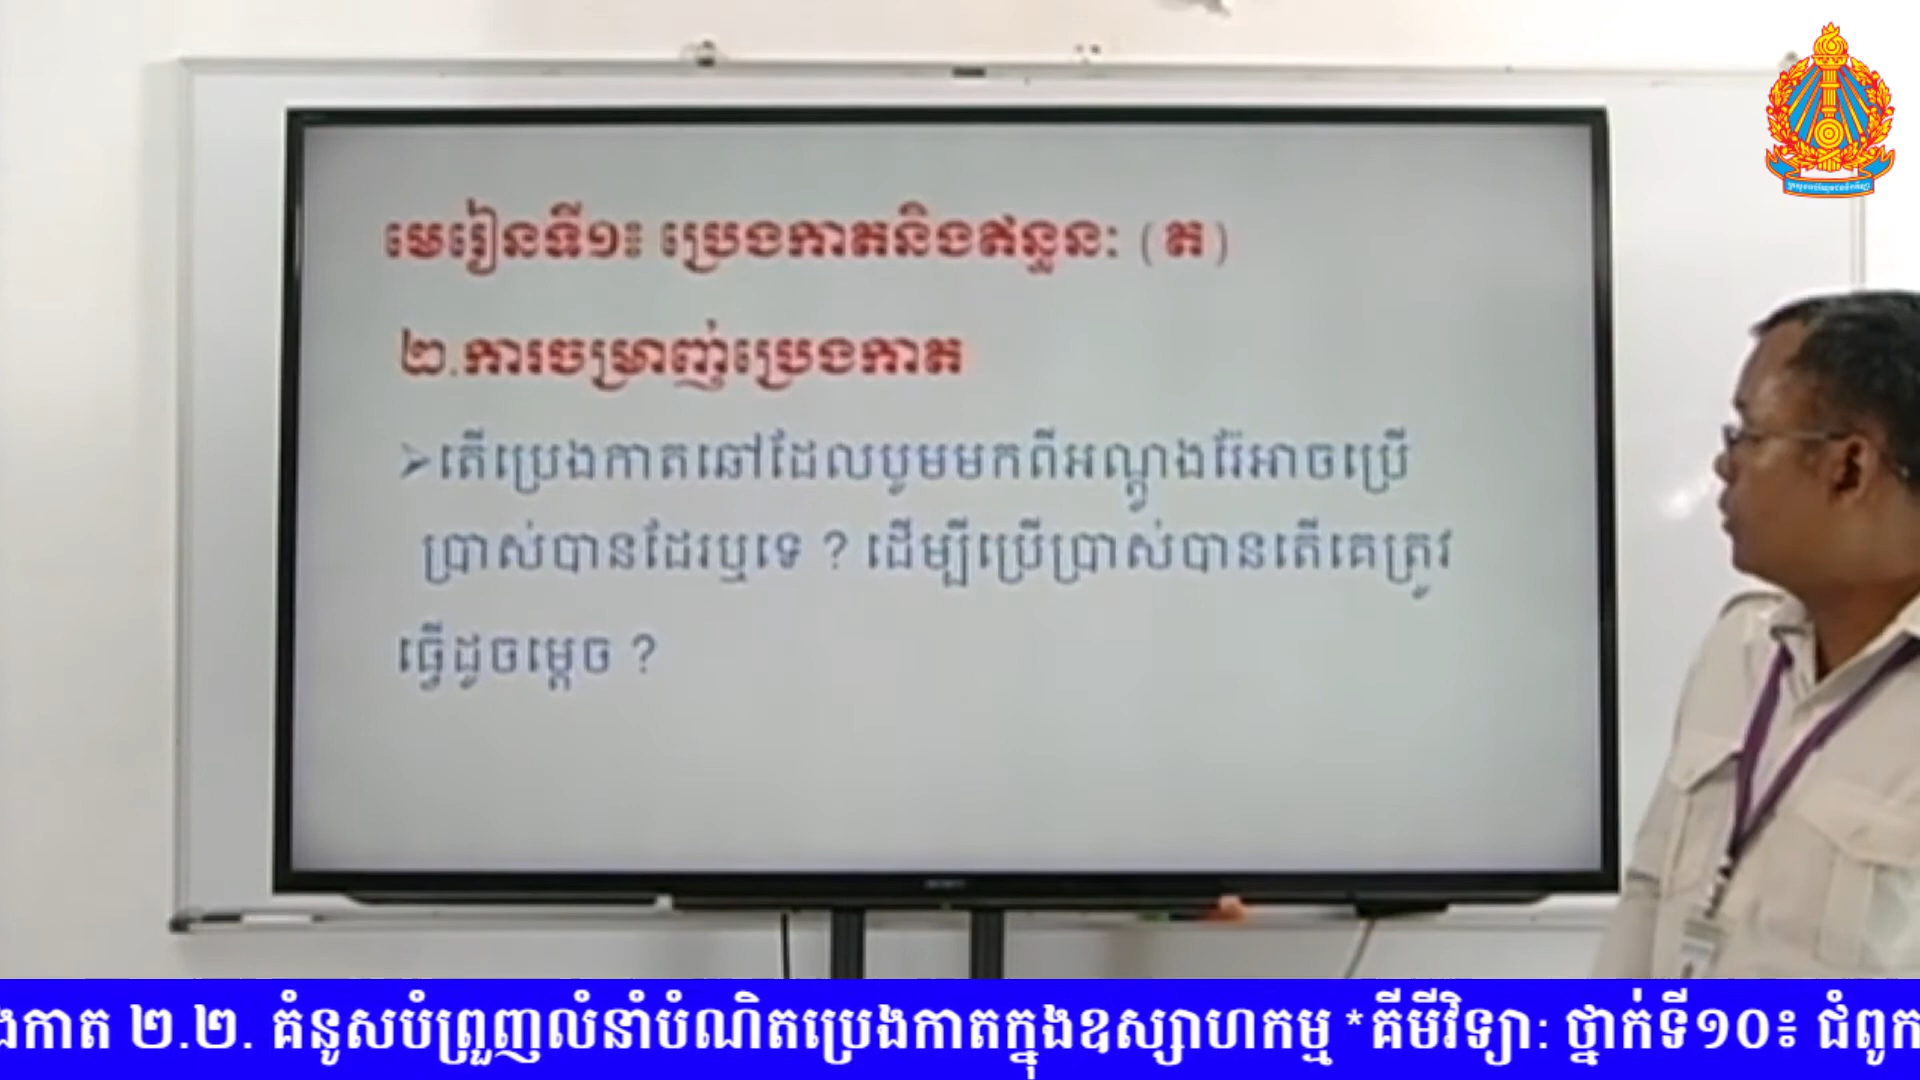 មេរៀនទី១៖ ប្រេងកាតនិងឥន្ធនៈ (ត)
២.ការចម្រាញ់ប្រេងកាត
➢តើប្រេងកាតឆៅដែលបូមមកពីអណ្តូងរ៉ែអាចប្រើ
ប្រាស់បានដែរឬទេ ? ដើម្បីប្រើប្រាស់បានតើគេត្រូវ
ធ្វើដូចម្តេច ?
ងកាត ២.២. គំនូសបំព្រួញលំនាំបំណិតប្រេងកាតក្នុងឧស្សាហកម្ម *គីមីវិទ្យា: ថ្នាក់ទី១០៖ ជំពូក